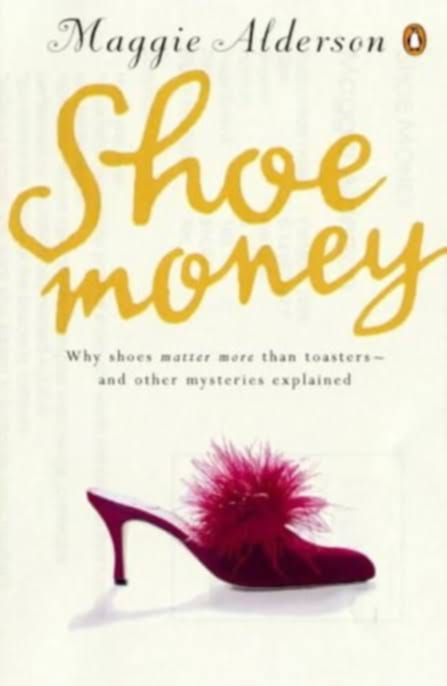 Maggie Alderson
Shoe
money
Why shoes matter more than toasters–
and other mysteries explained